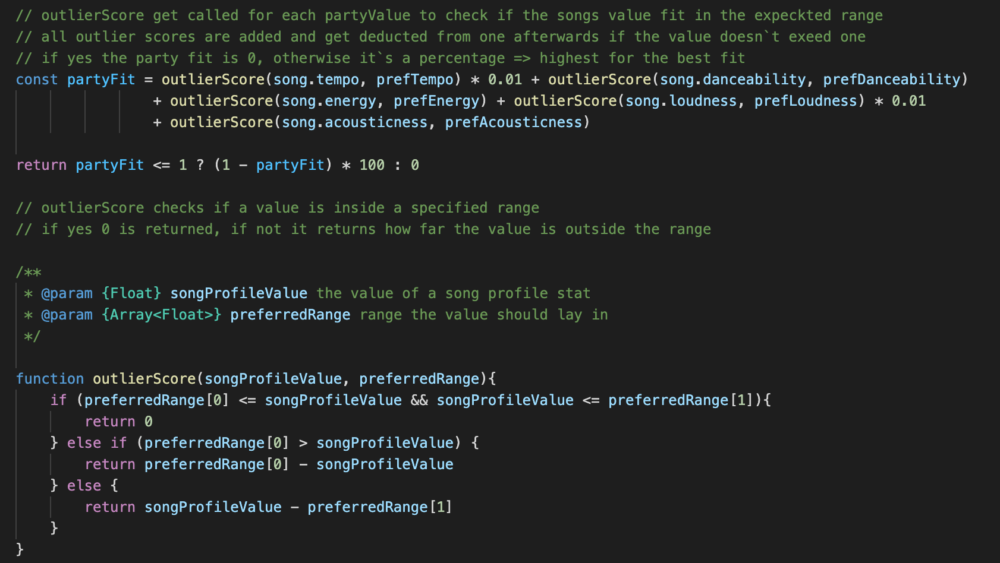 // outlierScore get called for each partyValue to check if the songs value fit in the expeckted range
// all outlier scores are added and get deducted from one afterwards if the value doesn`t exeed one
// if yes the party fit is 0, otherwise it`s a percentage => highest for the best fit
const partyFit = outlierScore(song.tempo, prefTempo) * 0.01 + outlierScore(song.danceability, prefDanceability)
                + outlierScore(song.energy, prefEnergy) + outlierScore(song.loudness, prefLoudness) * 0.01
                + outlierScore(song.acousticness, prefAcousticness)

return partyFit <= 1 ? (1 - partyFit) * 100 : 0

// outlierScore checks if a value is inside a specified range
// if yes 0 is returned, if not it returns how far the value is outside the range

/**
 * @param {Float} songProfileValue the value of a song profile stat
 * @param {Array<Float>} preferredRange range the value should lay in
 */

function outlierScore(songProfileValue, preferredRange){
    if (preferredRange[0] <= songProfileValue && songProfileValue <= preferredRange[1]){
        return 0
    } else if (preferredRange[0] > songProfileValue) {
        return preferredRange[0] - songProfileValue
    } else {
        return songProfileValue - preferredRange[1]
    }
}